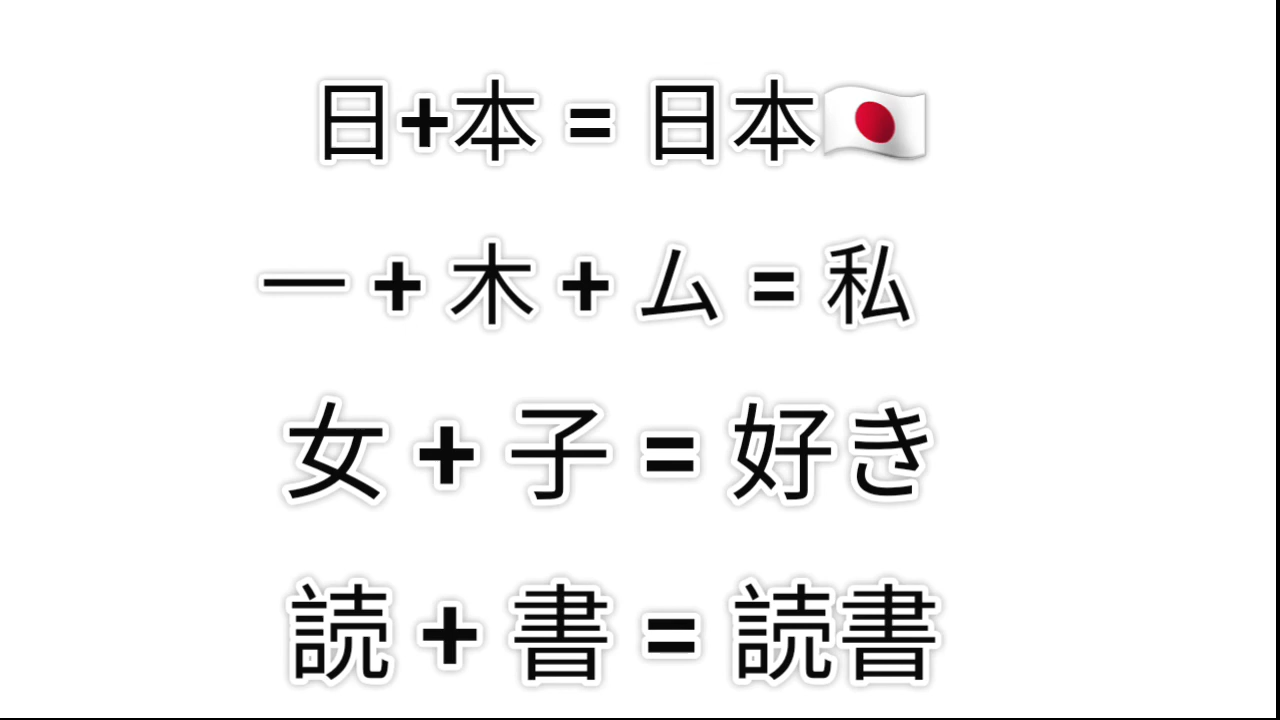 日+本 = 日本🇯🇵
一 + 木 + ム = 私
女 + 子 = 好き
読 + 書 = 読書